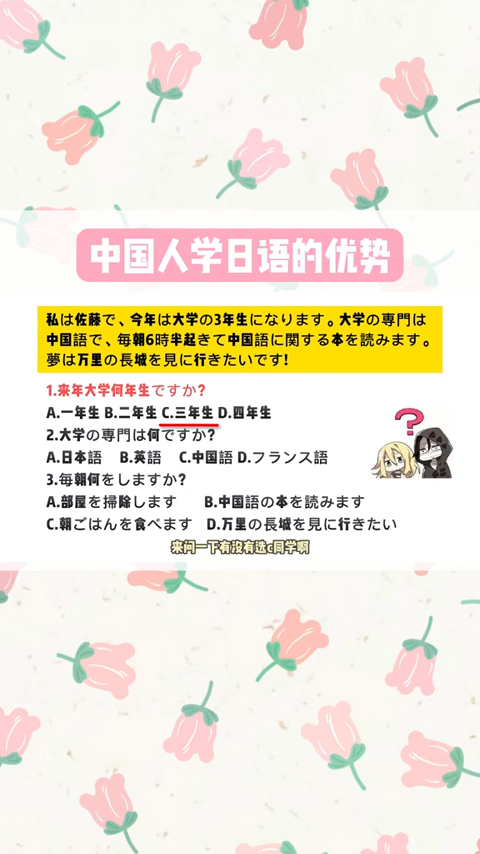 中国人学日语的优势
私は佐藤で、今年は大学の3年生になります。大学の専門は
中国語で、毎朝6時半起きて中国語に関する本を読みます。
夢は万里の長城を見に行きたいです!
1.来年大学何年生ですか?
A.一年生 B.二年生 C.三年生 D.四年生
2.大学の専門は何ですか?
A.日本語 B.英語 C.中国語 D.フランス語
3.毎朝何をしますか?
A.部屋を掃除します B.中国語の本を読みます
C.朝ごはんを食べます D.万里の長城を見に行きたい
来问一下有没有选c同学啊